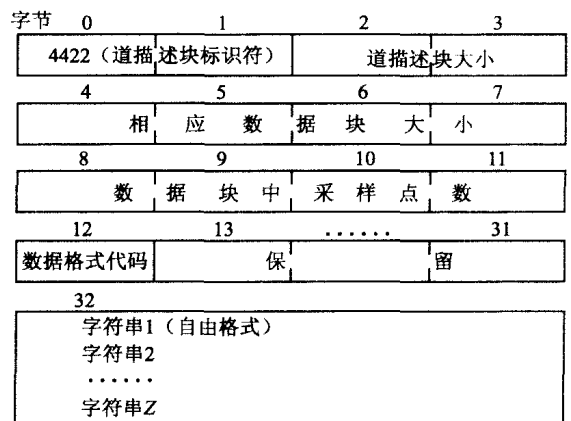 字节 0 1 2 3
4422（道描述块标识符） 道描述块大小
4 5 6 7
相 应 数 据 块 大 小
8 9 10 11
数 据 块 中 采 样 点 数
12 13 ...... 31
数据格式代码 保 留
32
字符串1（自由格式）
字符串2
......
字符串Z